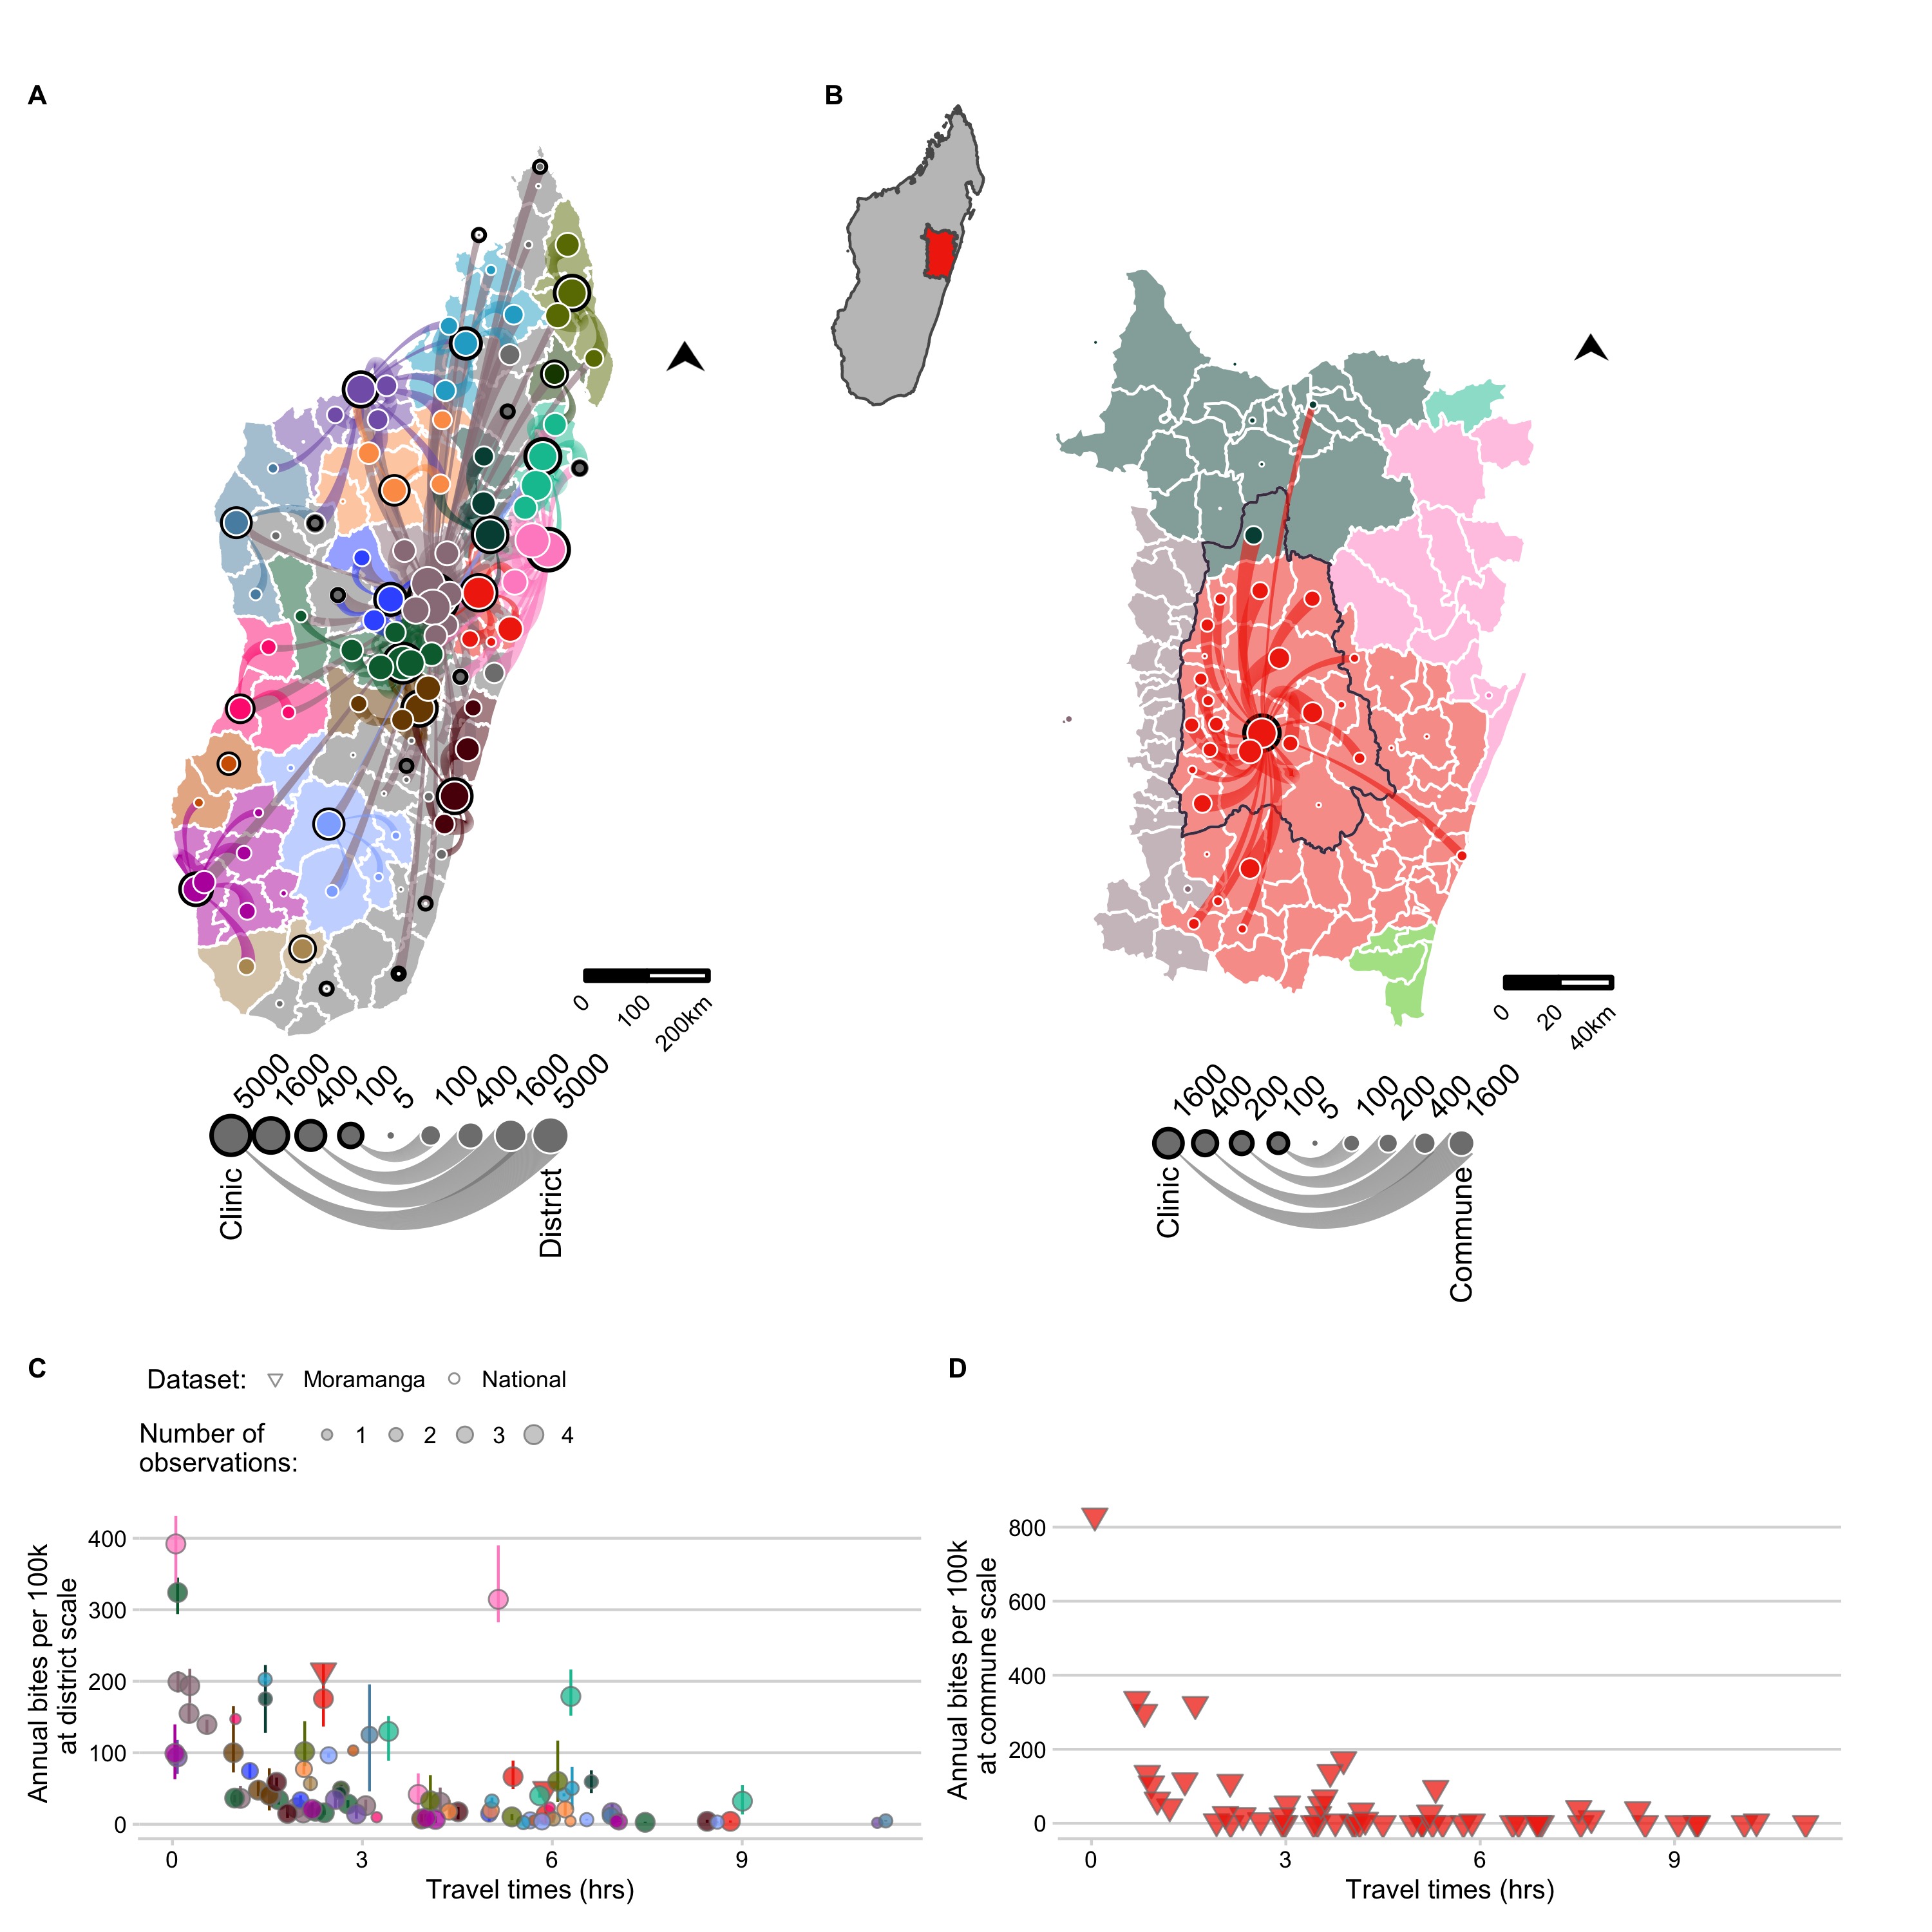 A
B
0
100
200km
0
20
40km
5000
1600
400
100
5
100
400
1600
5000
Clinic
District
1600
400
200
100
5
100
200
400
1600
Clinic
Commune
C
Dataset: Moramanga National
Number of
observations:
1 2 3 4
Annual bites per 100k
at district scale
400
300
200
100
0
0 3 6 9
Travel times (hrs)
D
Annual bites per 100k
at commune scale
800
600
400
200
0
0 3 6 9
Travel times (hrs)